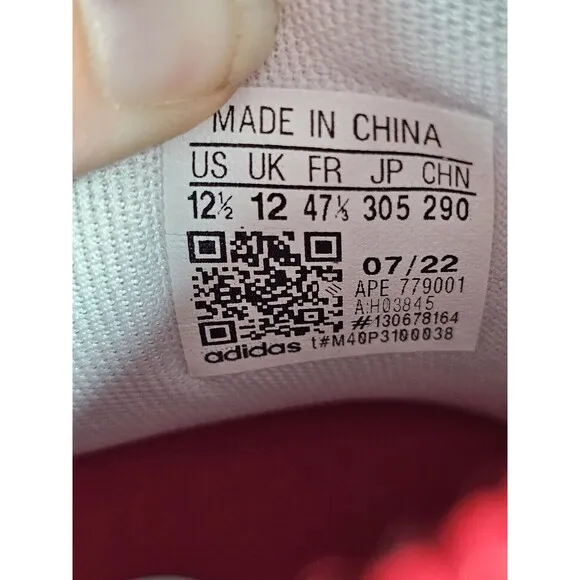 MADE IN CHINA
US UK FR JP CHN
12½ 12 47⅓ 305 290
07/22
APE 779001
A:H03845
#130678164
adidas t#M40P3100038